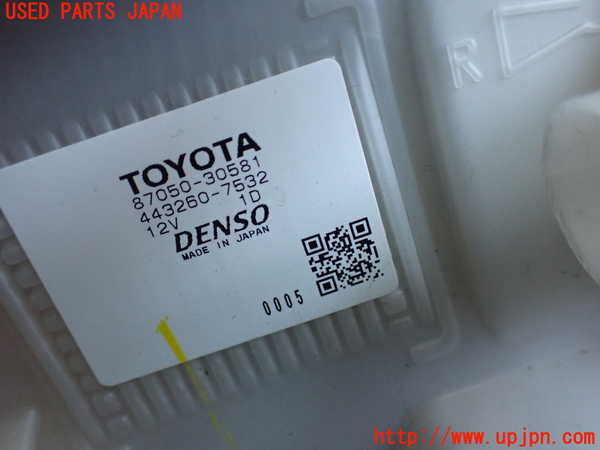 USED PARTS JAPAN
R
TOYOTA
87050-30581
443260-7532
12V 1D
DENSO
MADE IN JAPAN
0005
http://www.upjpn.com/